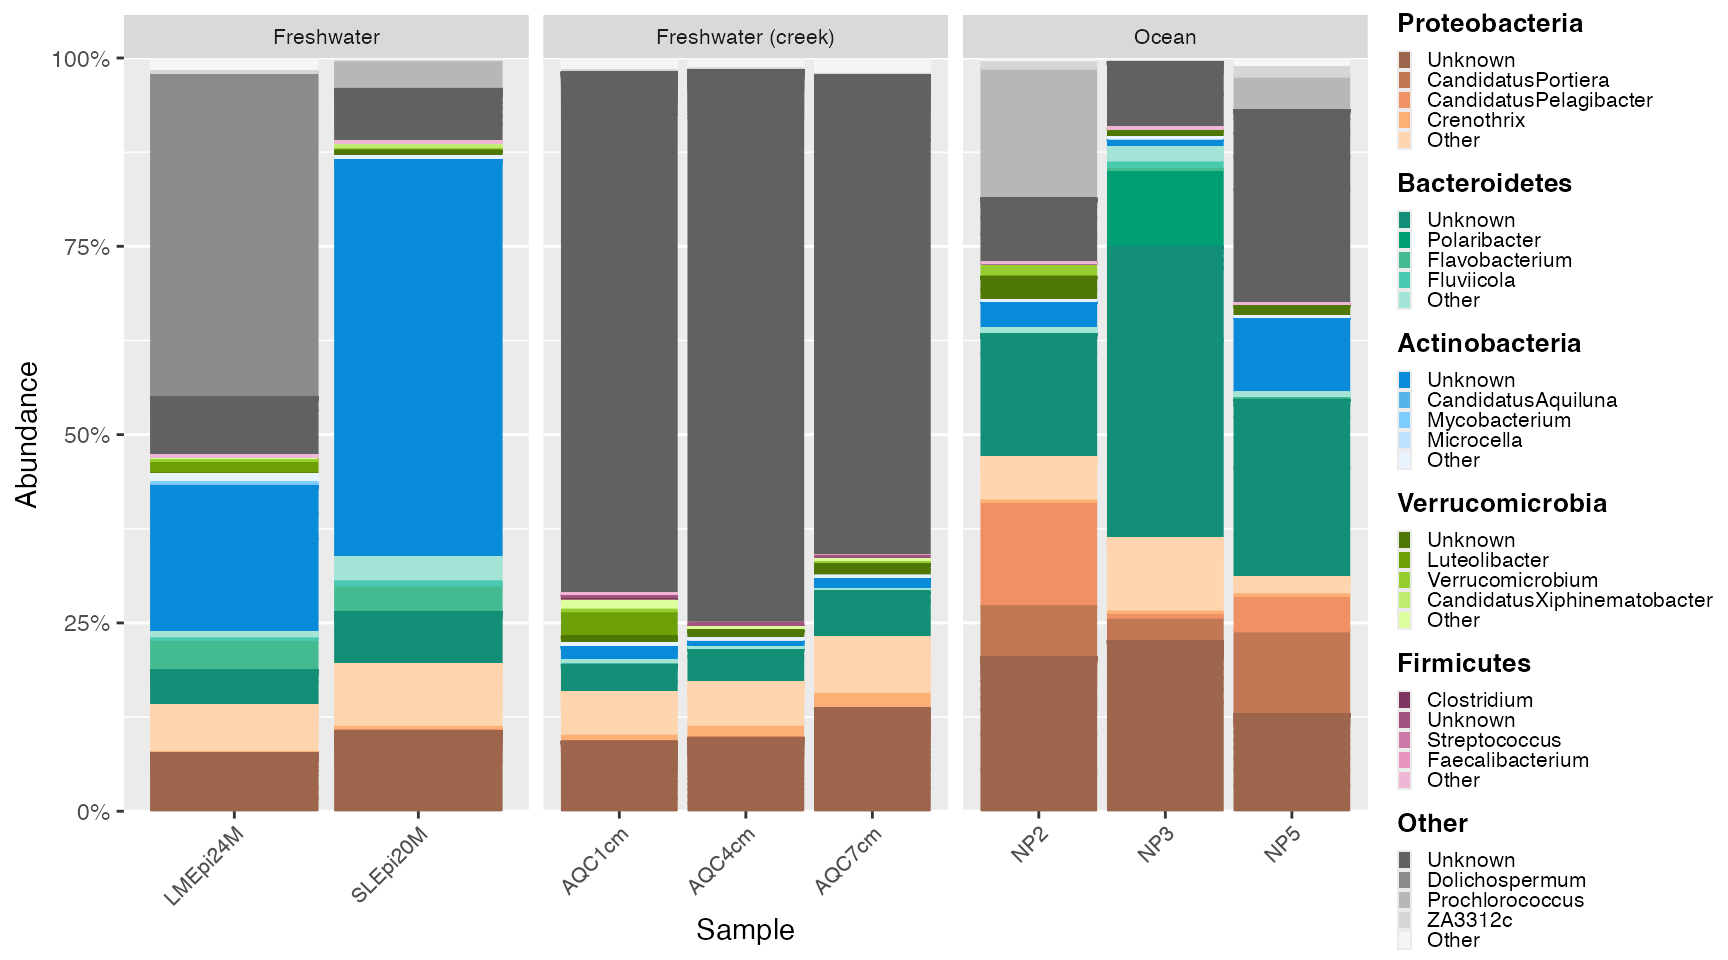 Freshwater
Freshwater (creek)
Ocean
100%
75%
50%
25%
0%
Abundance
LMEpi24M
SLEpi20M
AQC1cm
AQC4cm
AQC7cm
NP2
NP3
NP5
Sample
Proteobacteria
Unknown
CandidatusPortiera
CandidatusPelagibacter
Crenothrix
Other
Bacteroidetes
Unknown
Polaribacter
Flavobacterium
Fluviicola
Other
Actinobacteria
Unknown
CandidatusAquiluna
Mycobacterium
Microcella
Other
Verrucomicrobia
Unknown
Luteolibacter
Verrucomicrobium
CandidatusXiphinematobacter
Other
Firmicutes
Clostridium
Unknown
Streptococcus
Faecalibacterium
Other
Other
Unknown
Dolichospermum
Prochlorococcus
ZA3312c
Other